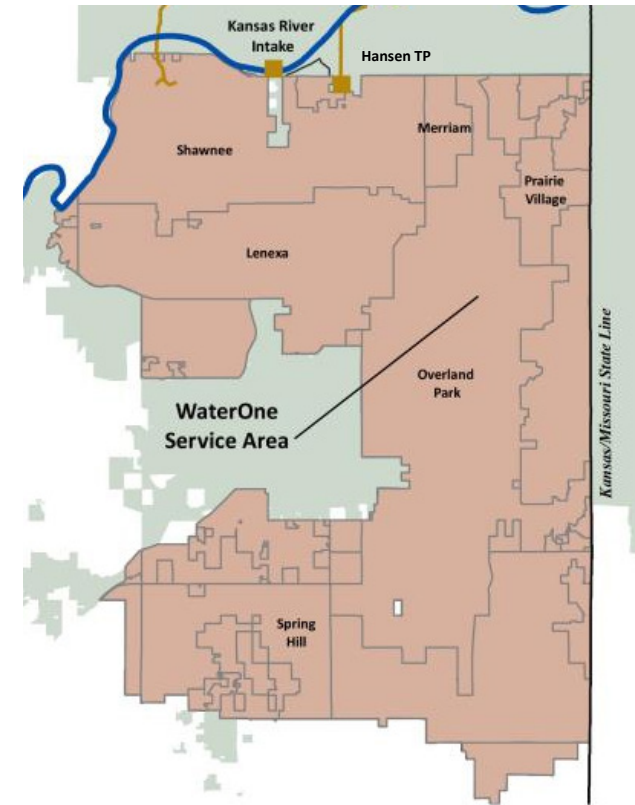 Kansas River
Intake
Hansen TP
Merriam
Shawnee
Prairie
Village
Lenexa
Kansas/Missouri State Line
Overland
Park
WaterOne
Service Area
Spring
Hill